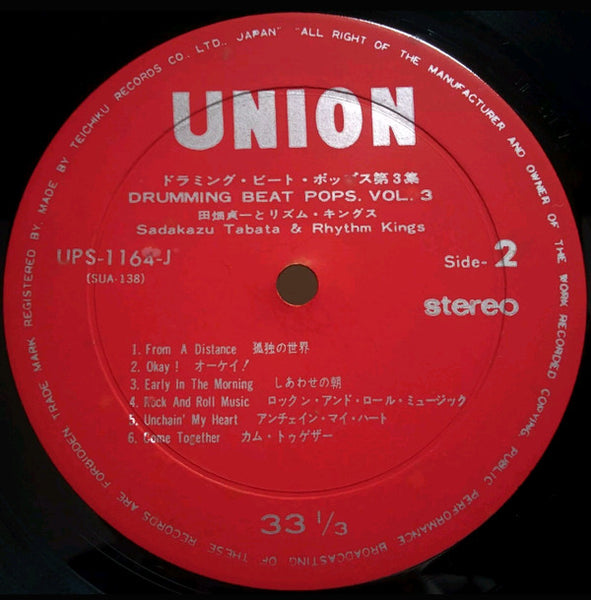 TRADE MARK REGISTERED. BY MADE BY TEICHIKU RECORDS CO., LTD., JAPAN" "ALL RIGHT OF THE MANUFACTURER AND OWNER OF THE WORK RECORDED COPYING PUBLIC PERFORMANCE BROADCASTING OF THESE RECORDS ARE FORBIDDEN,
UNION
ドラミング・ビート・ポップス第3集
DRUMMING BEAT POPS. VOL. 3
田畑貞一とリズム・キングス
Sadakazu Tabata & Rhythm Kings
UPS-1164-J
(SUA-138)
Side-2
stereo
1. From A Distance 孤独の世界
2. Okay! オーケイ!
3. Early In The Morning しあわせの朝
4. Rock And Roll Music ロックン・アンド・ロール・ミュージック
5. Unchain' My Heart アンチェイン・マイ・ハート
6. Come Together カム・トゥゲザー
33 1/3